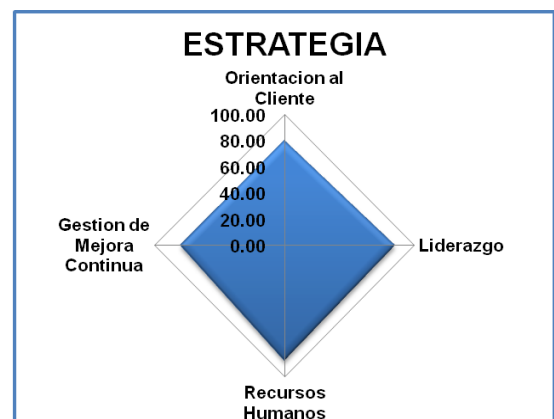 ESTRATEGIA
Orientacion al
Cliente
100.00
80.00
60.00
40.00
20.00
0.00
Gestion de
Mejora
Continua
Liderazgo
Recursos
Humanos